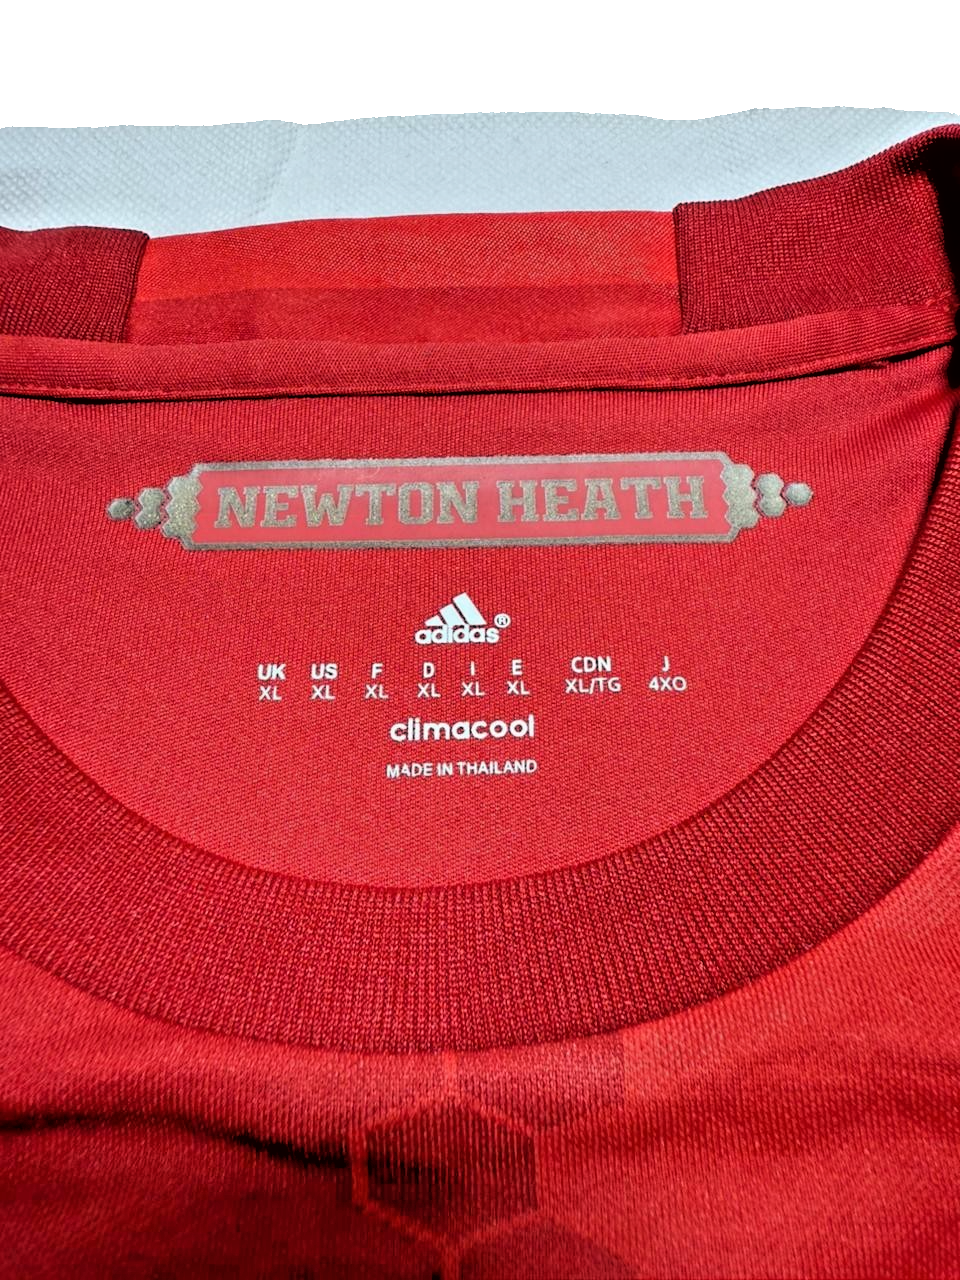 NEWTON HEATH
adidas®
UK US F D I E CDN J
XL XL XL XL XL XL XL/TG 4XO
climacool
MADE IN THAILAND